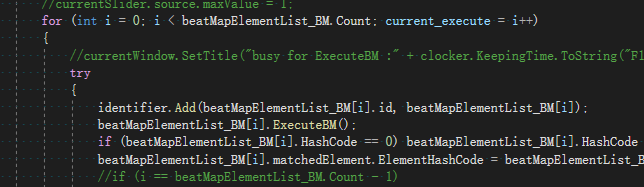 //currentSlider.source.maxValue = 1;
for (int i = 0; i < beatMapElementList_BM.Count; current_execute = i++)
{
//currentWindow.SetTitle("busy for ExecuteBM :" + clocker.KeepingTime.ToString("F1
try
{
identifier.Add(beatMapElementList_BM[i].id, beatMapElementList_BM[i]);
beatMapElementList_BM[i].ExecuteBM();
if (beatMapElementList_BM[i].HashCode == 0) beatMapElementList_BM[i].HashCode
beatMapElementList_BM[i].matchedElement.ElementHashCode = beatMapElementList_B
//if (i == beatMapElementList_BM.Count - 1)